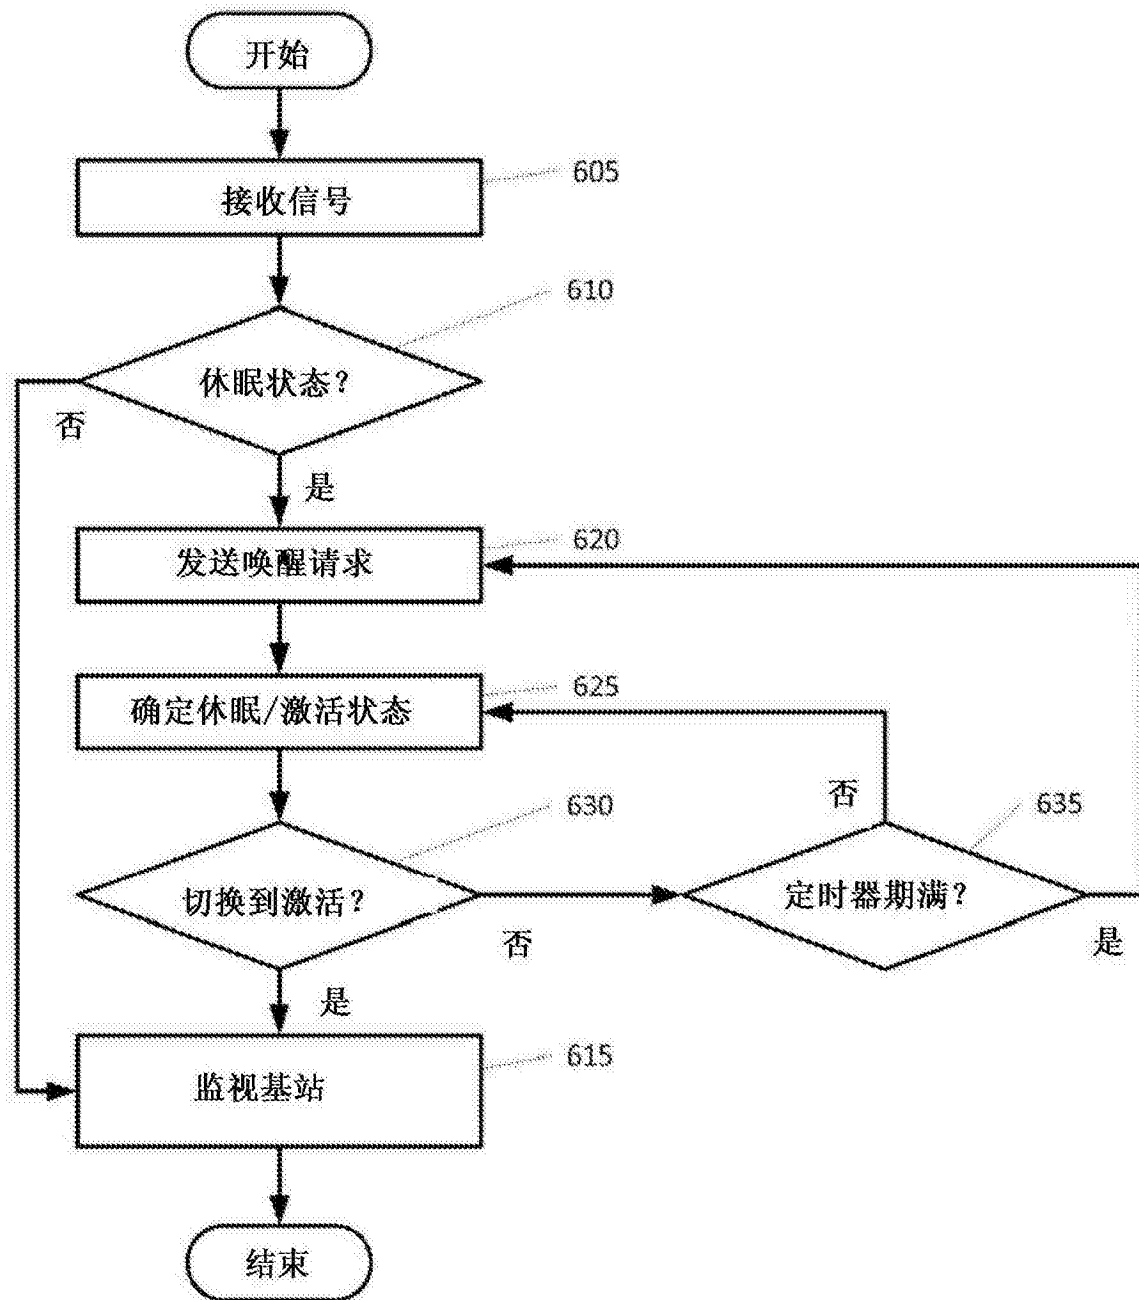 开始
接收信号
605
休眠状态？
610
否
是
发送唤醒请求
620
确定休眠/激活状态
625
切换到激活？
630
否
定时器期满？
635
否
是
是
监视基站
615
结束